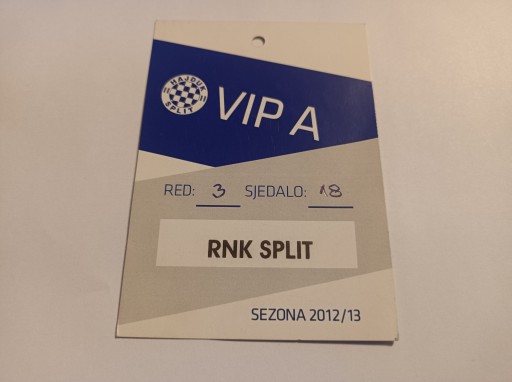 HAJDUK
SPLIT
VIP A
RED: 3 SJEDALO: 18
RNK SPLIT
SEZONA 2012/13